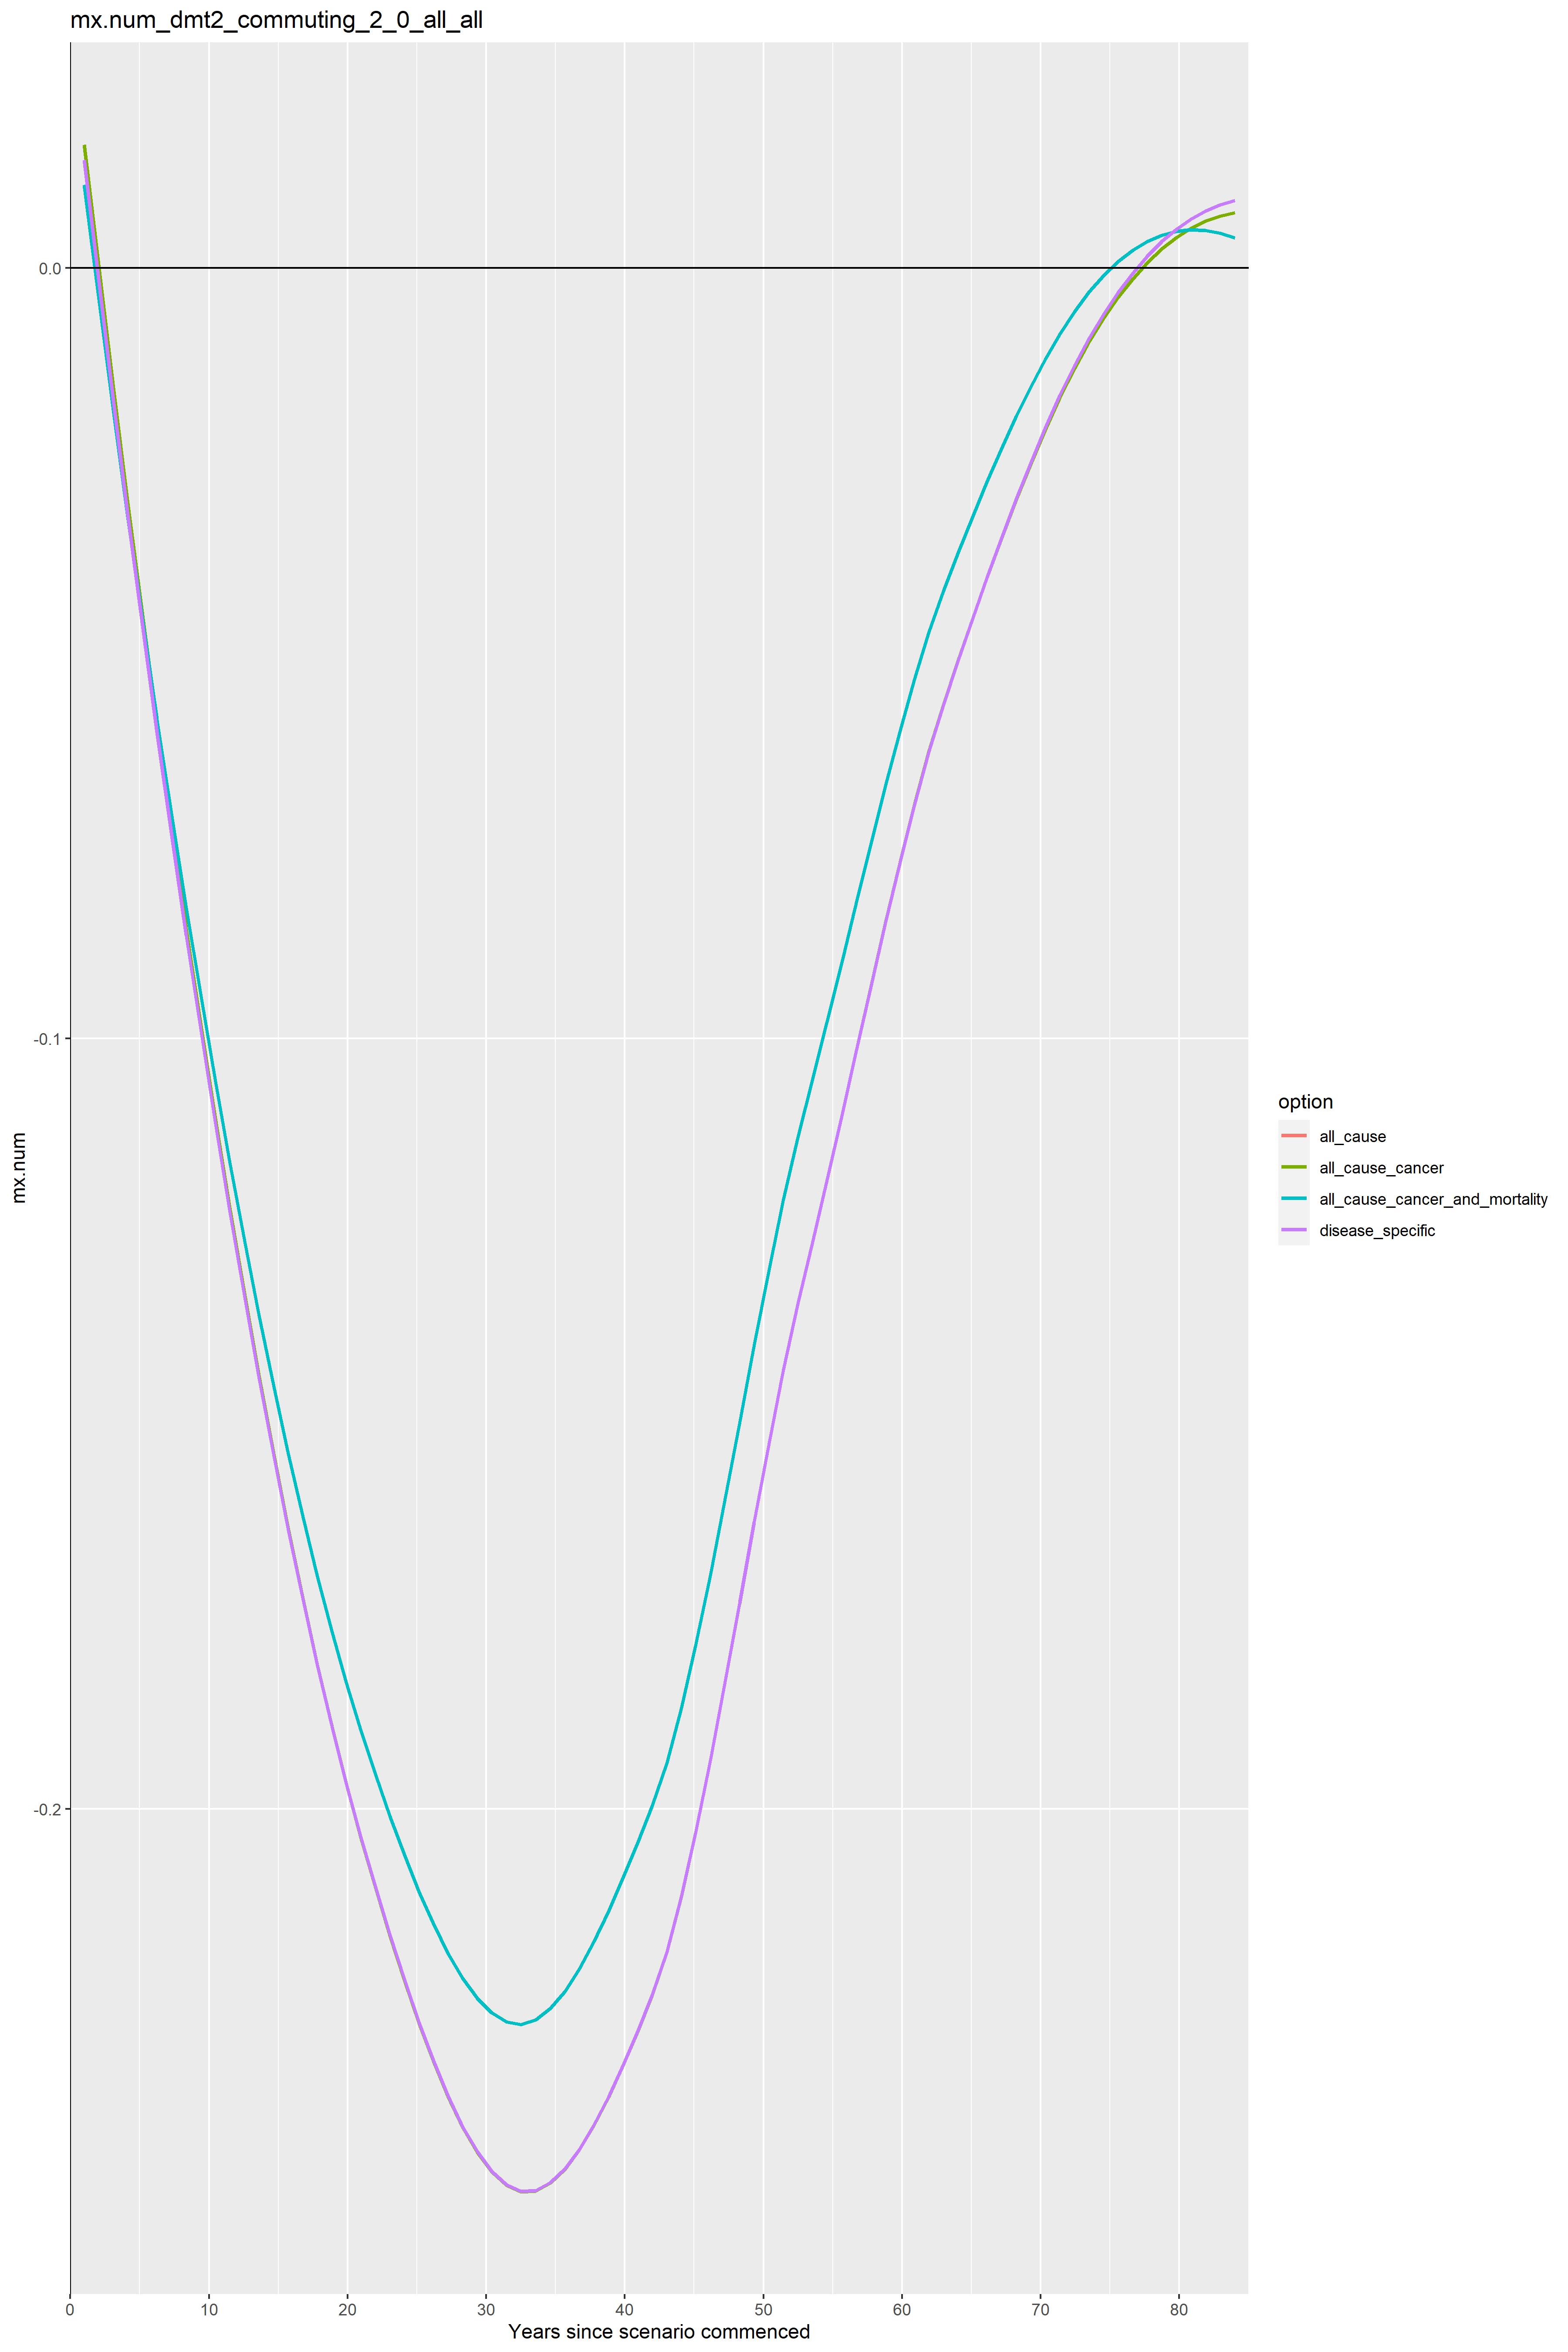 mx.num_dmt2_commuting_2_0_all_all
0.0
-0.1
-0.2
mx.num
0 10 20 30 40 50 60 70 80
Years since scenario commenced
option
all_cause
all_cause_cancer
all_cause_cancer_and_mortality
disease_specific